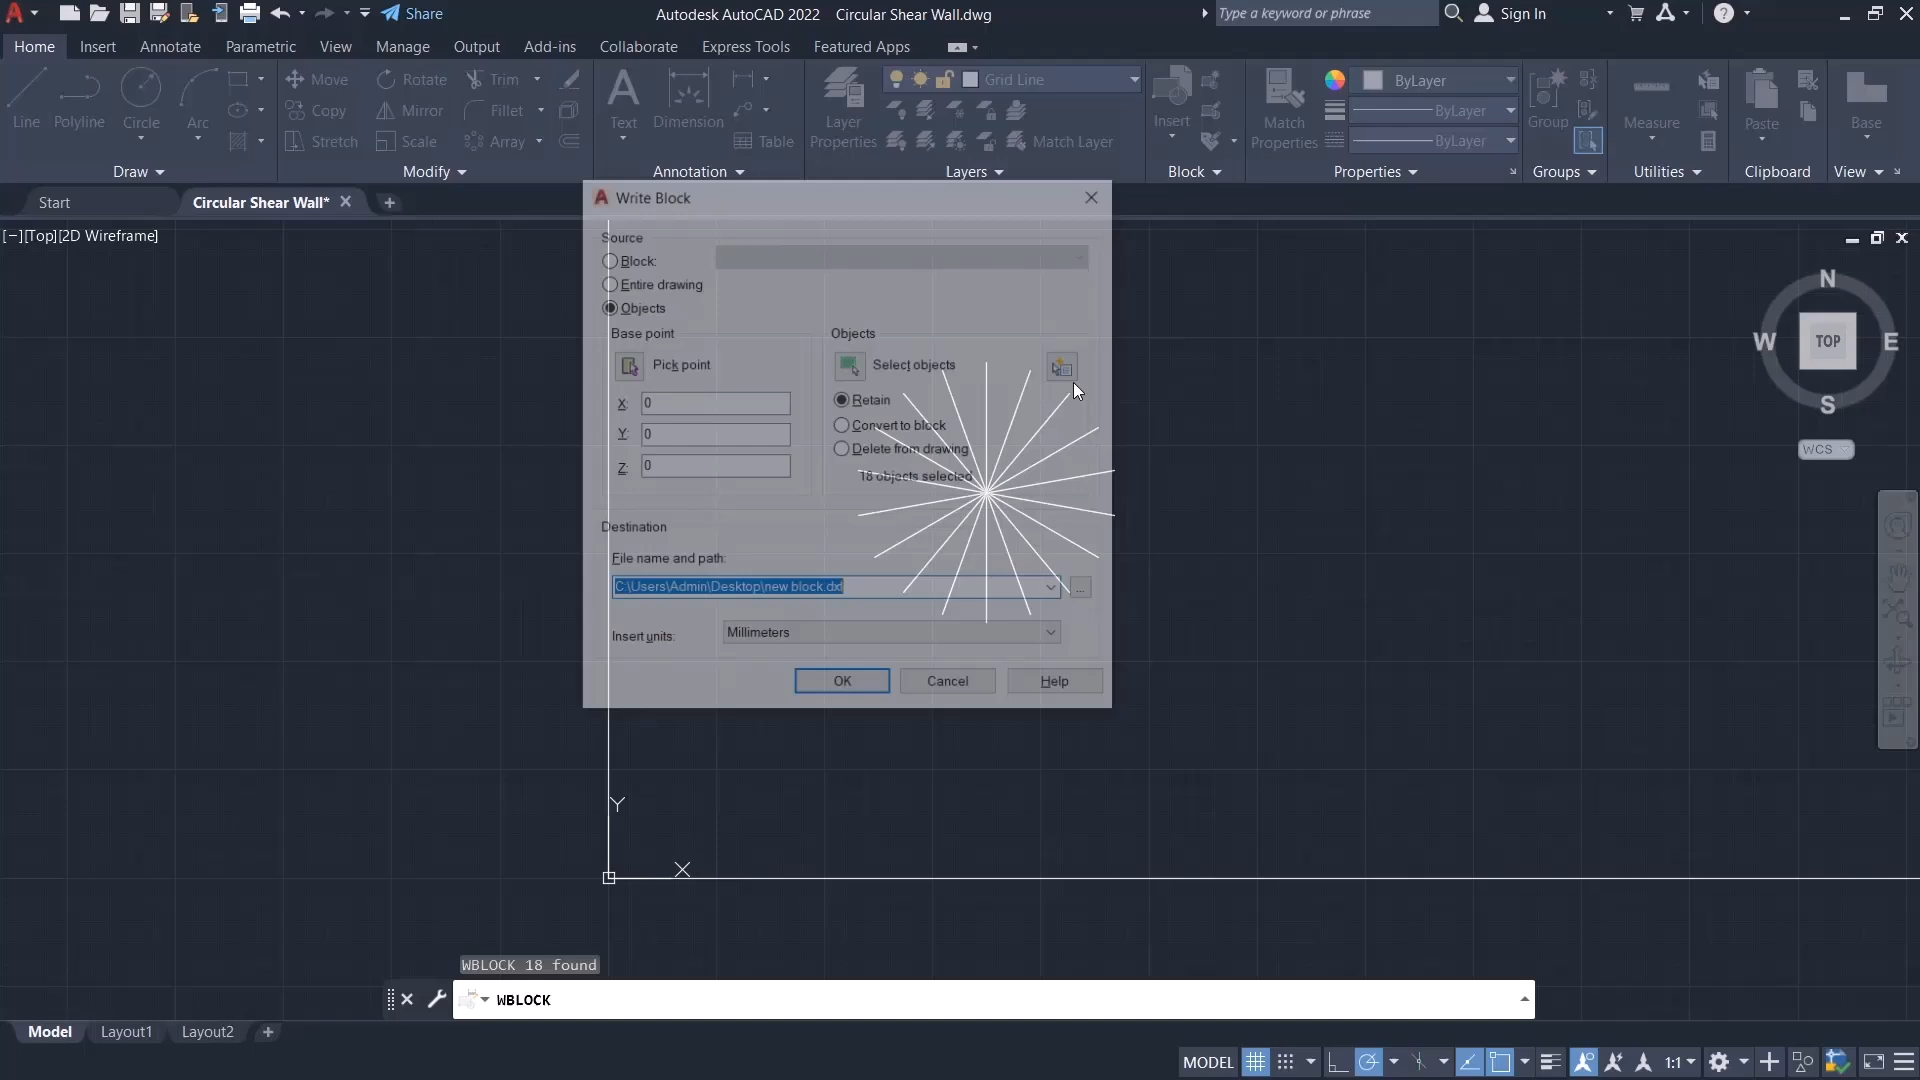 Share
Autodesk AutoCAD 2022 Circular Shear Wall.dwg
Type a keyword or phrase
Sign In
Home Insert Annotate Parametric View Manage Output Add-ins Collaborate Express Tools Featured Apps
Line Polyline Circle Arc
Move Rotate Trim
Copy Mirror Fillet
Stretch Scale Array
Text Dimension Table
Layer Properties
Grid Line
Match Layer
Insert
Match Properties
ByLayer
ByLayer
ByLayer
Group
Measure
Paste
Base
Draw Modify Annotation Layers Block Properties Groups Utilities Clipboard View
Start Circular Shear Wall*
[−][Top][2D Wireframe]
N
W TOP E
S
WCS
Write Block
Source
Block:
Entire drawing
Objects
Base point
Pick point
X: 0
Y: 0
Z: 0
Objects
Select objects
Retain
Convert to block
Delete from drawing
18 objects selected
Destination
File name and path:
C:\Users\Admin\Desktop\new block.dxf
...
Insert units: Millimeters
OK Cancel Help
Y
X
WBLOCK 18 found
WBLOCK
Model Layout1 Layout2
MODEL 1:1